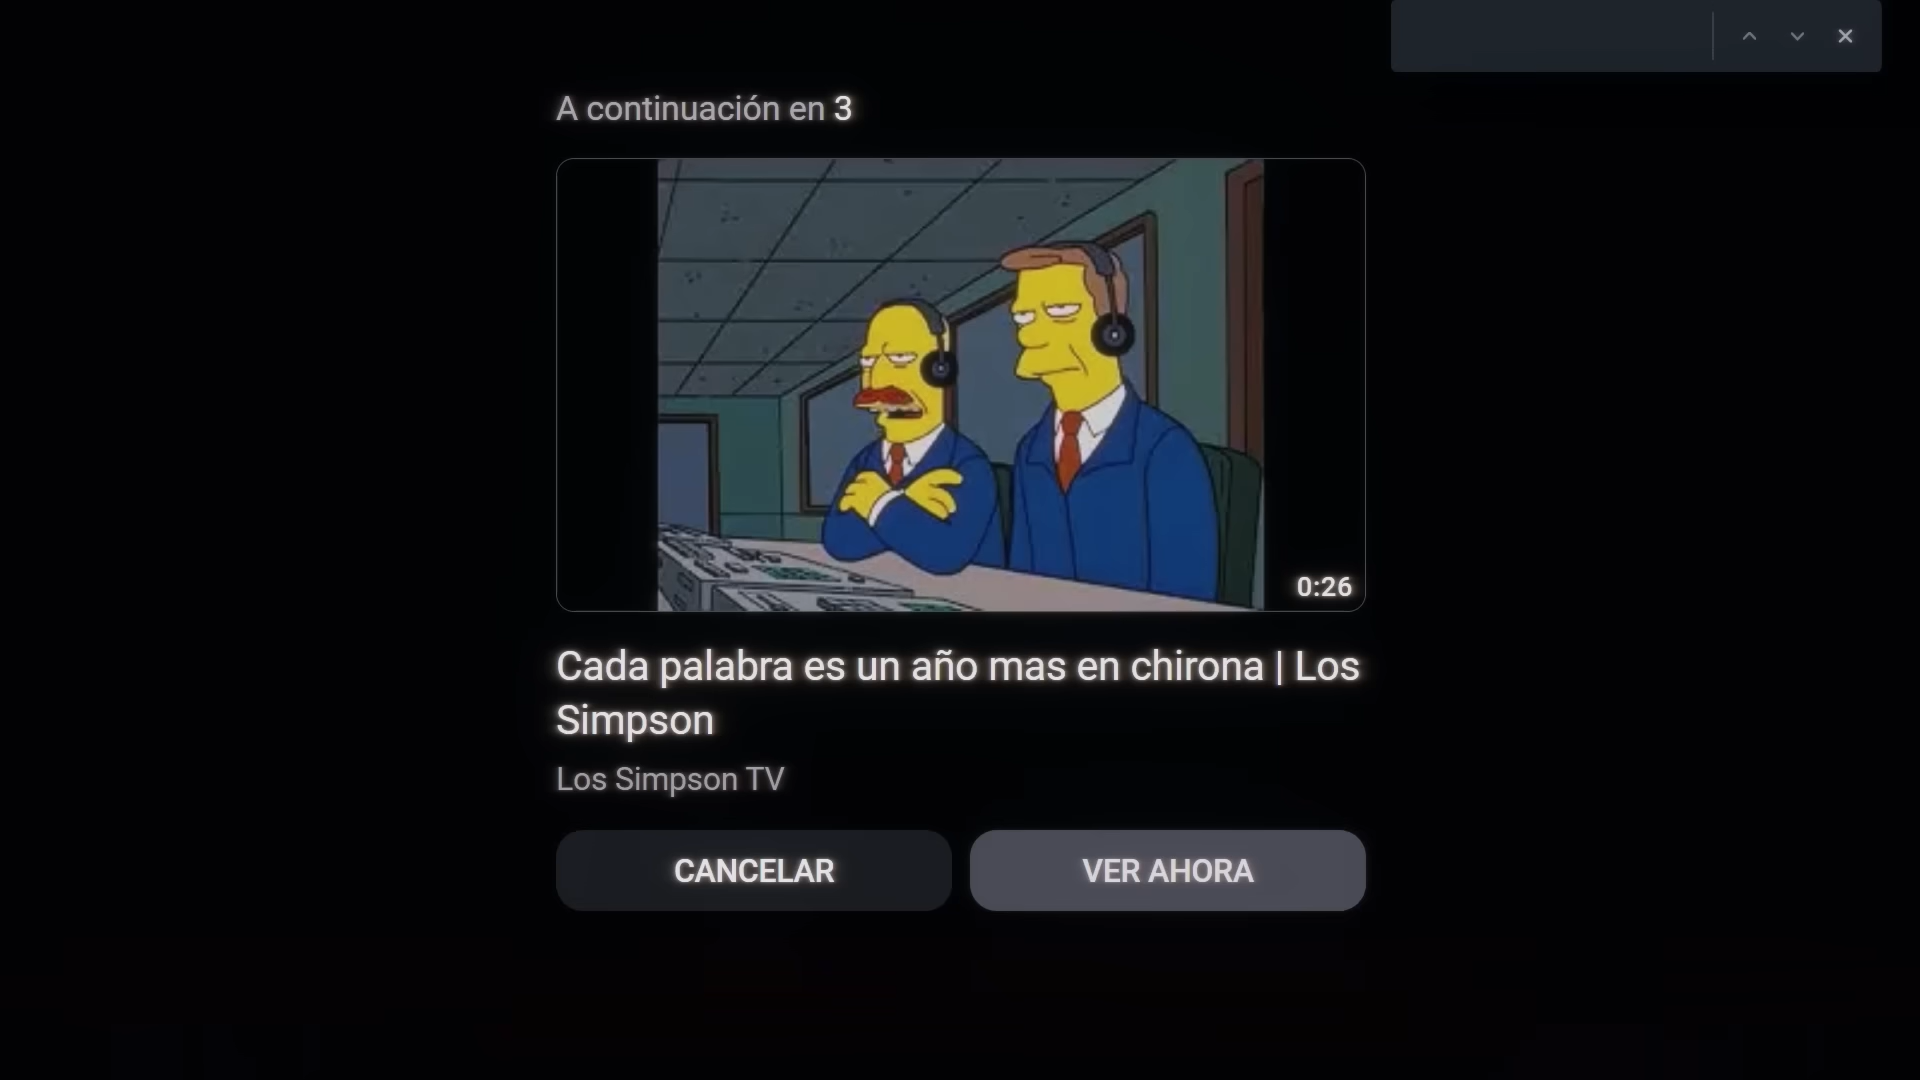 A continuación en 3
0:26
Cada palabra es un año mas en chirona | Los
Simpson
Los Simpson TV
CANCELAR
VER AHORA